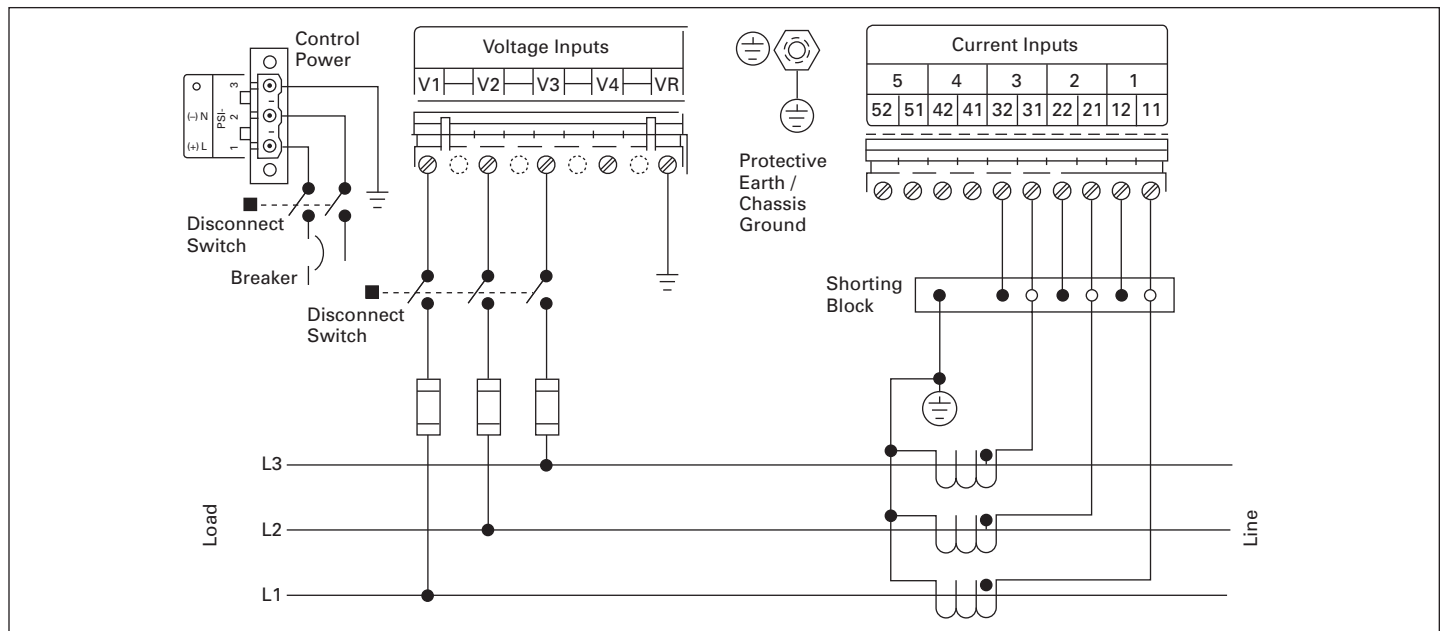 Control
Power
3
2
1
PSI-
(–) N
(+) L
Disconnect
Switch
Breaker
Voltage Inputs
V1 V2 V3 V4 VR
Disconnect
Switch
Protective
Earth /
Chassis
Ground
Current Inputs
5 4 3 2 1
52 51 42 41 32 31 22 21 12 11
Shorting
Block
Load
L3
L2
L1
Line